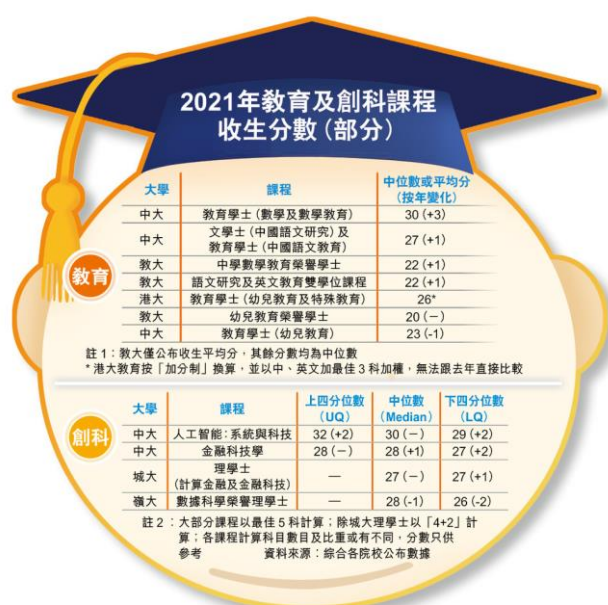 2021年教育及創科課程
收生分數(部分)
大學 課程 中位數或平均分
(按年變化)
教育
中大 教育學士(數學及數學教育) 30 (+3)
中大 文學士(中國語文研究)及
教育學士(中國語文教育) 27 (+1)
教大 中學數學教育榮譽學士 22 (+1)
教大 語文研究及英文教育雙學位課程 22 (+1)
港大 教育學士(幼兒教育及特殊教育) 26*
教大 幼兒教育榮譽學士 20 (－)
中大 教育學士(幼兒教育) 23 (-1)
註1：教大僅公布收生平均分，其餘分數均為中位數
*港大教育按「加分制」換算，並以中、英文加最佳3科加權，無法跟去年直接比較
大學 課程 上四分位數 中位數 下四分位數
(UQ) (Median) (LQ)
創科
中大 人工智能：系統與科技 32 (+2) 30 (－) 29 (+2)
中大 金融科技學 28 (－) 28 (+1) 27 (+2)
城大 理學士
(計算金融及金融科技) — 27 (－) 27 (+1)
嶺大 數據科學榮譽理學士 — 28 (-1) 26 (-2)
註2：大部分課程以最佳5科計算；除城大理學士以「4+2」計
算；各課程計算科目數目及比重或有不同，分數只供
參考 資料來源：綜合各院校公布數據